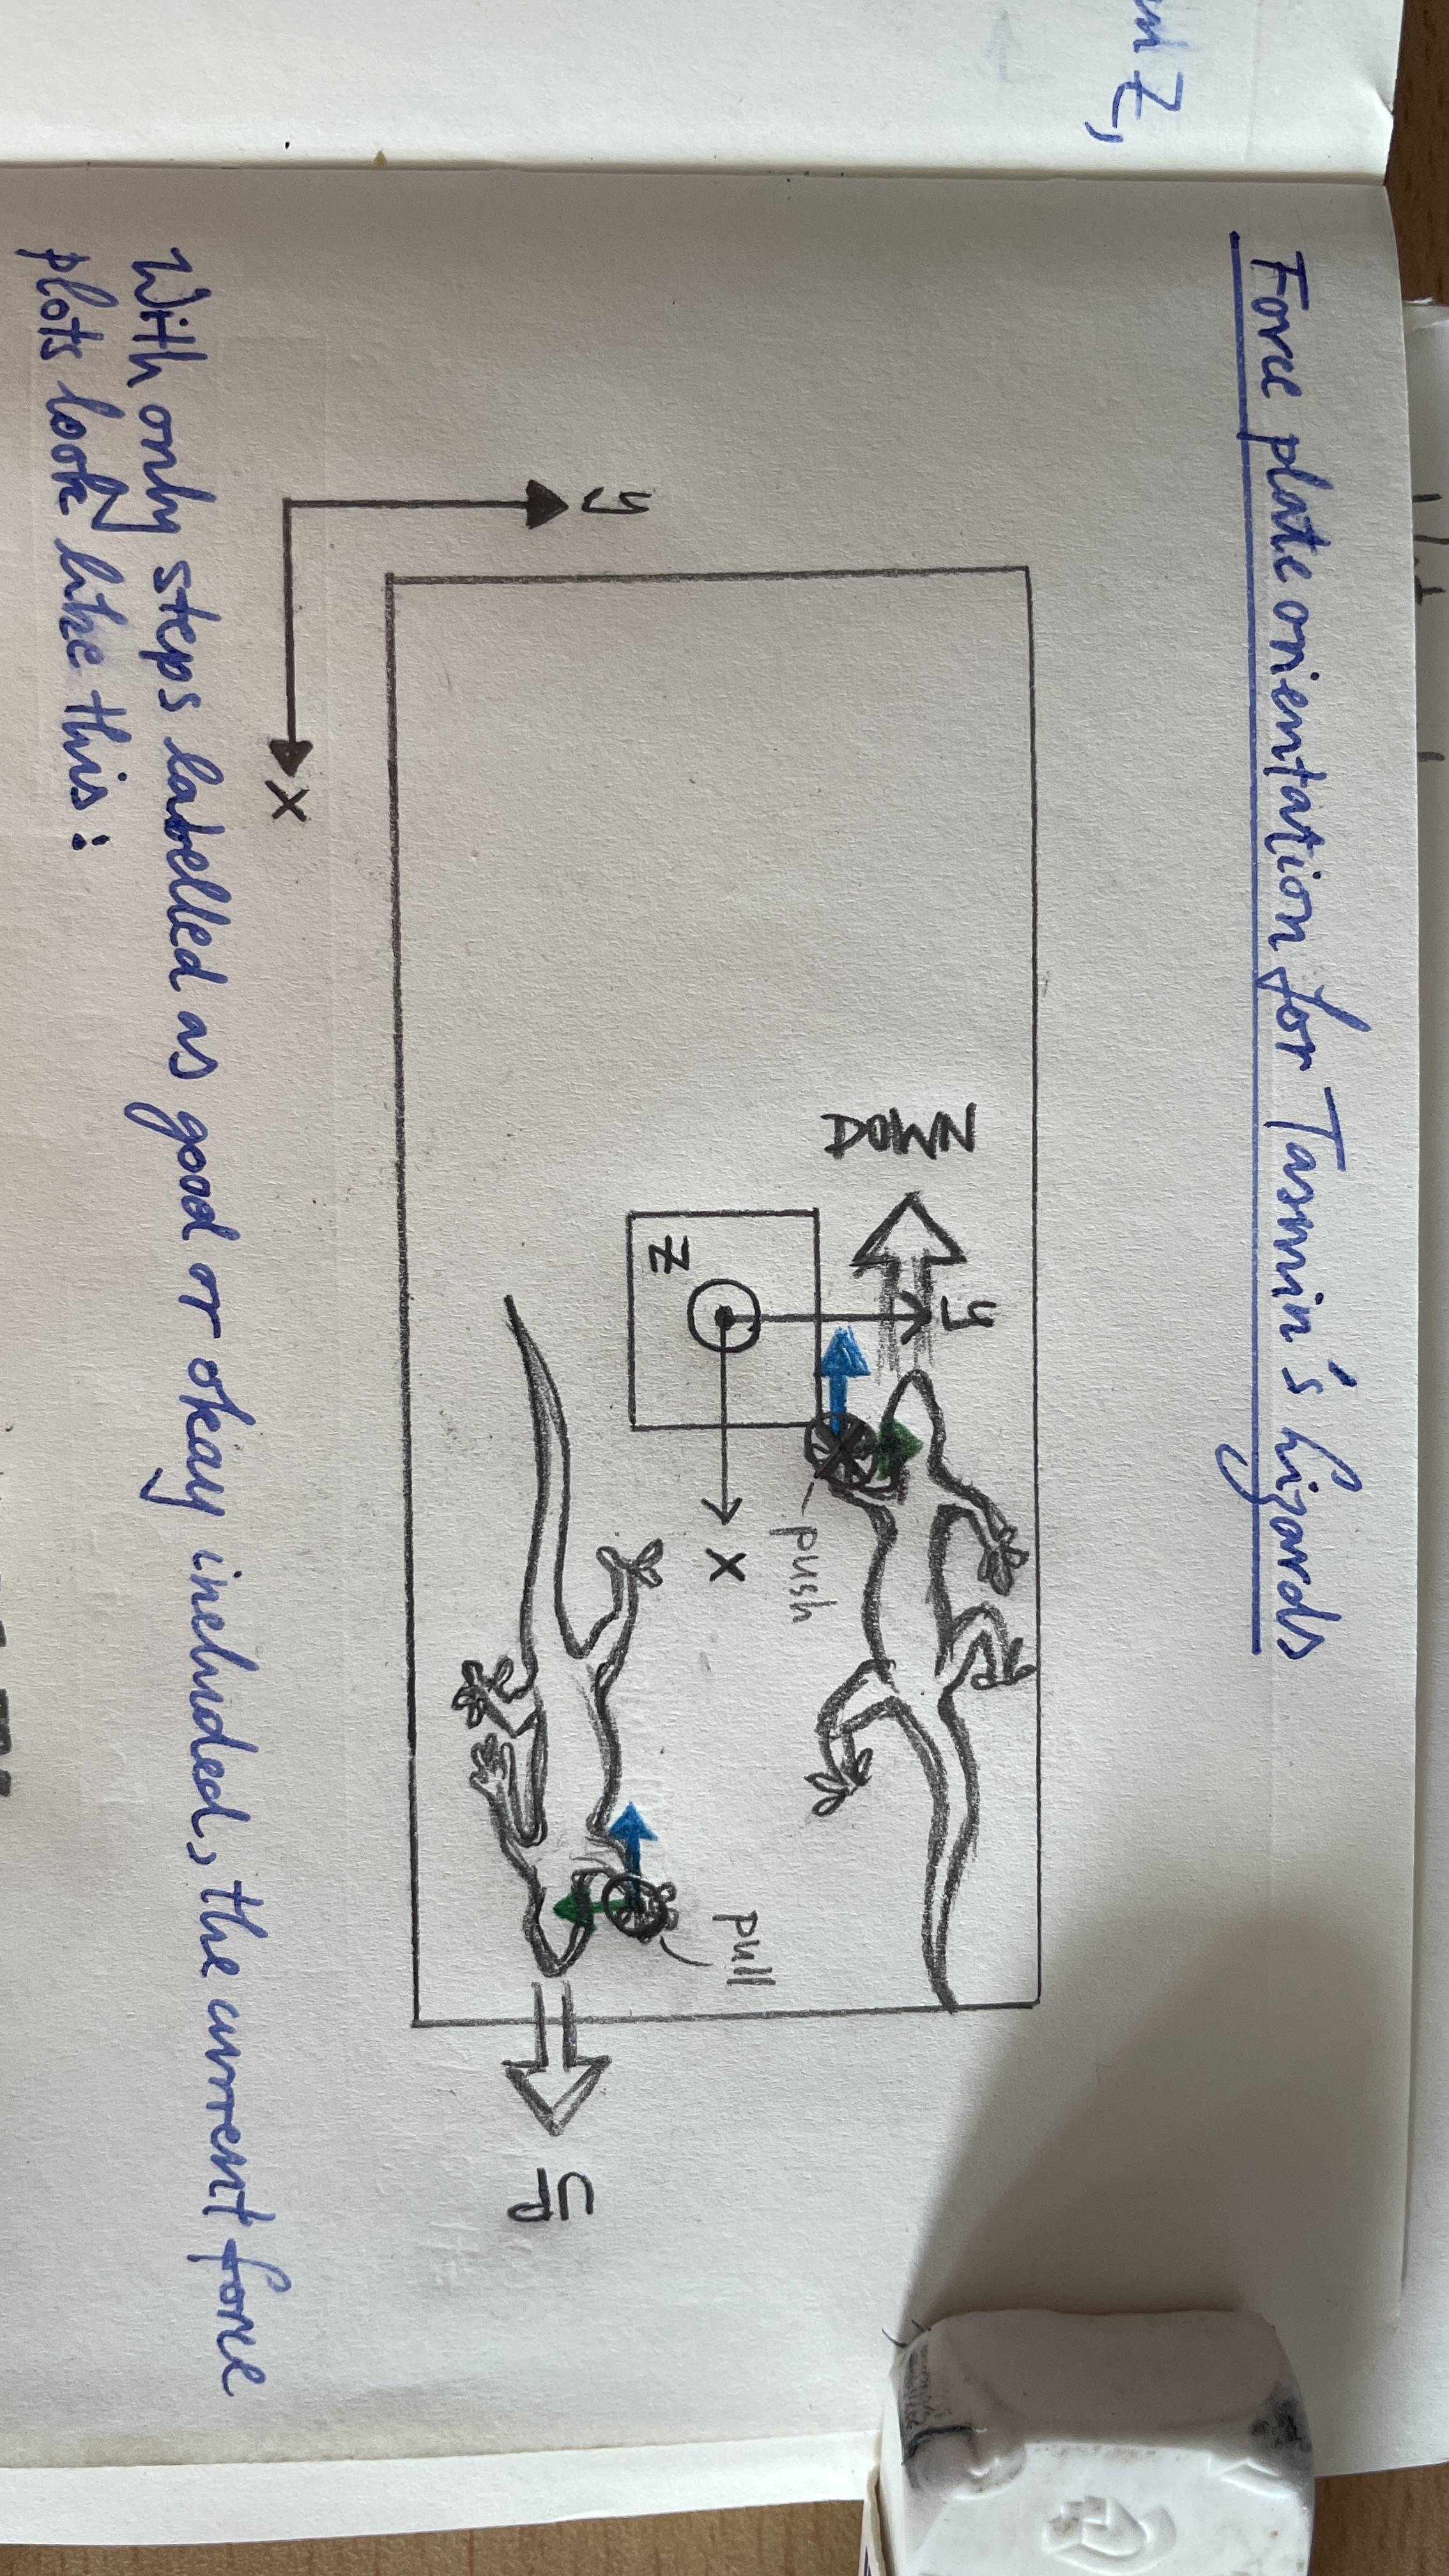 and Z,
Force plate orientation for Tasmin's lizards
DOWN
y
y
Z
x
push
pull
UP
x
With only steps labelled as good or okay included, the current force
plots look like this: